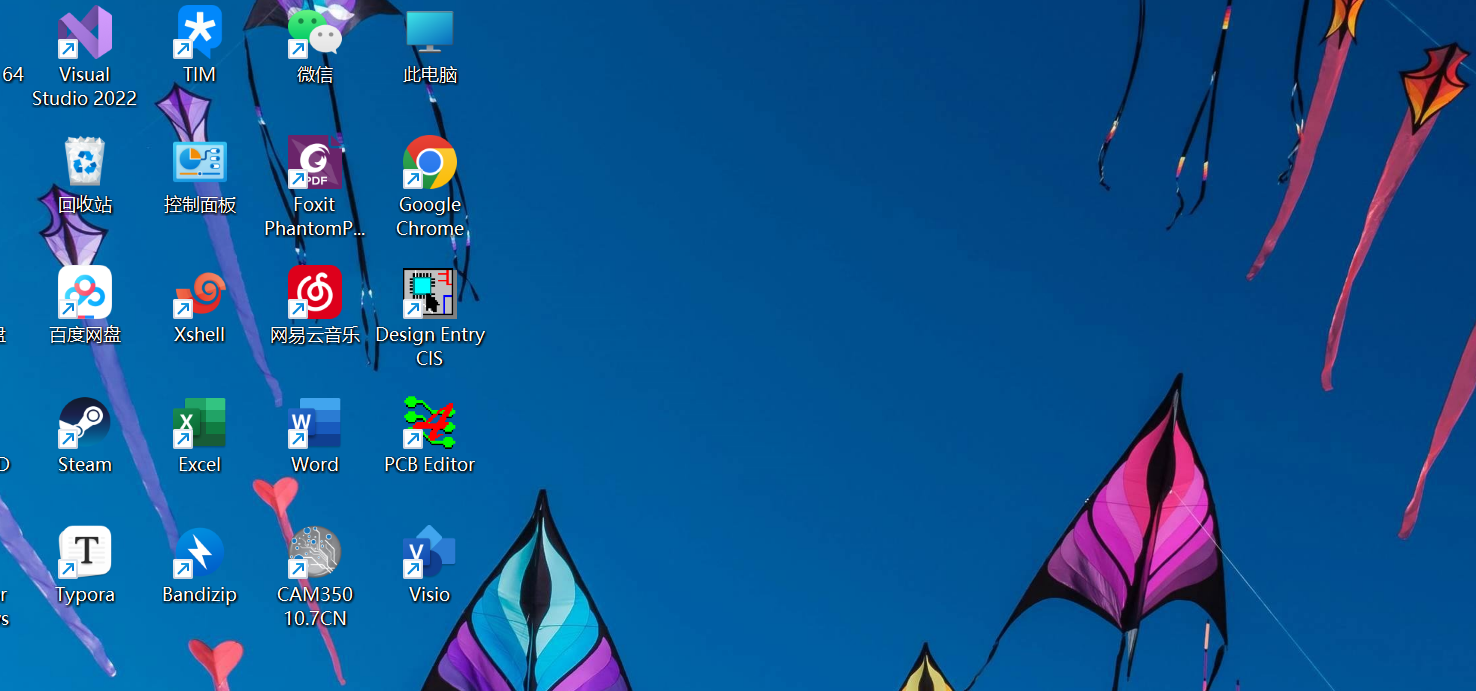 64
Visual
Studio 2022
TIM
微信
此电脑
回收站
控制面板
PDF
Foxit
PhantomP...
Google
Chrome
盘
百度网盘
Xshell
网易云音乐
Design Entry
CIS
D
Steam
X
Excel
W
Word
PCB Editor
r
s
T
Typora
Bandizip
CAM350
10.7CN
V
Visio